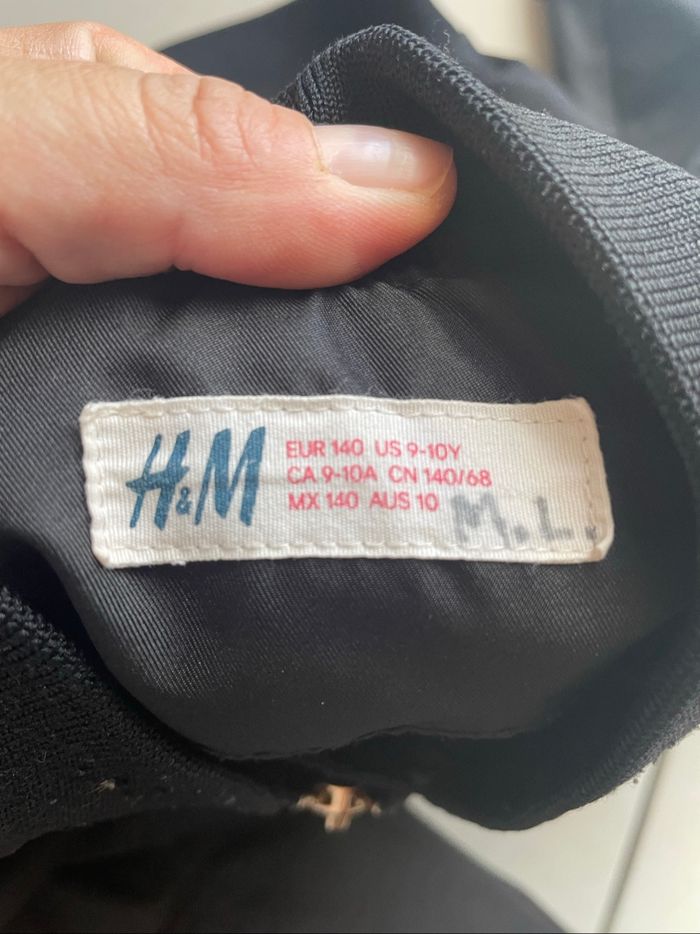 H&M
EUR 140 US 9-10Y
CA 9-10A CN 140/68
MX 140 AUS 10
M.L.